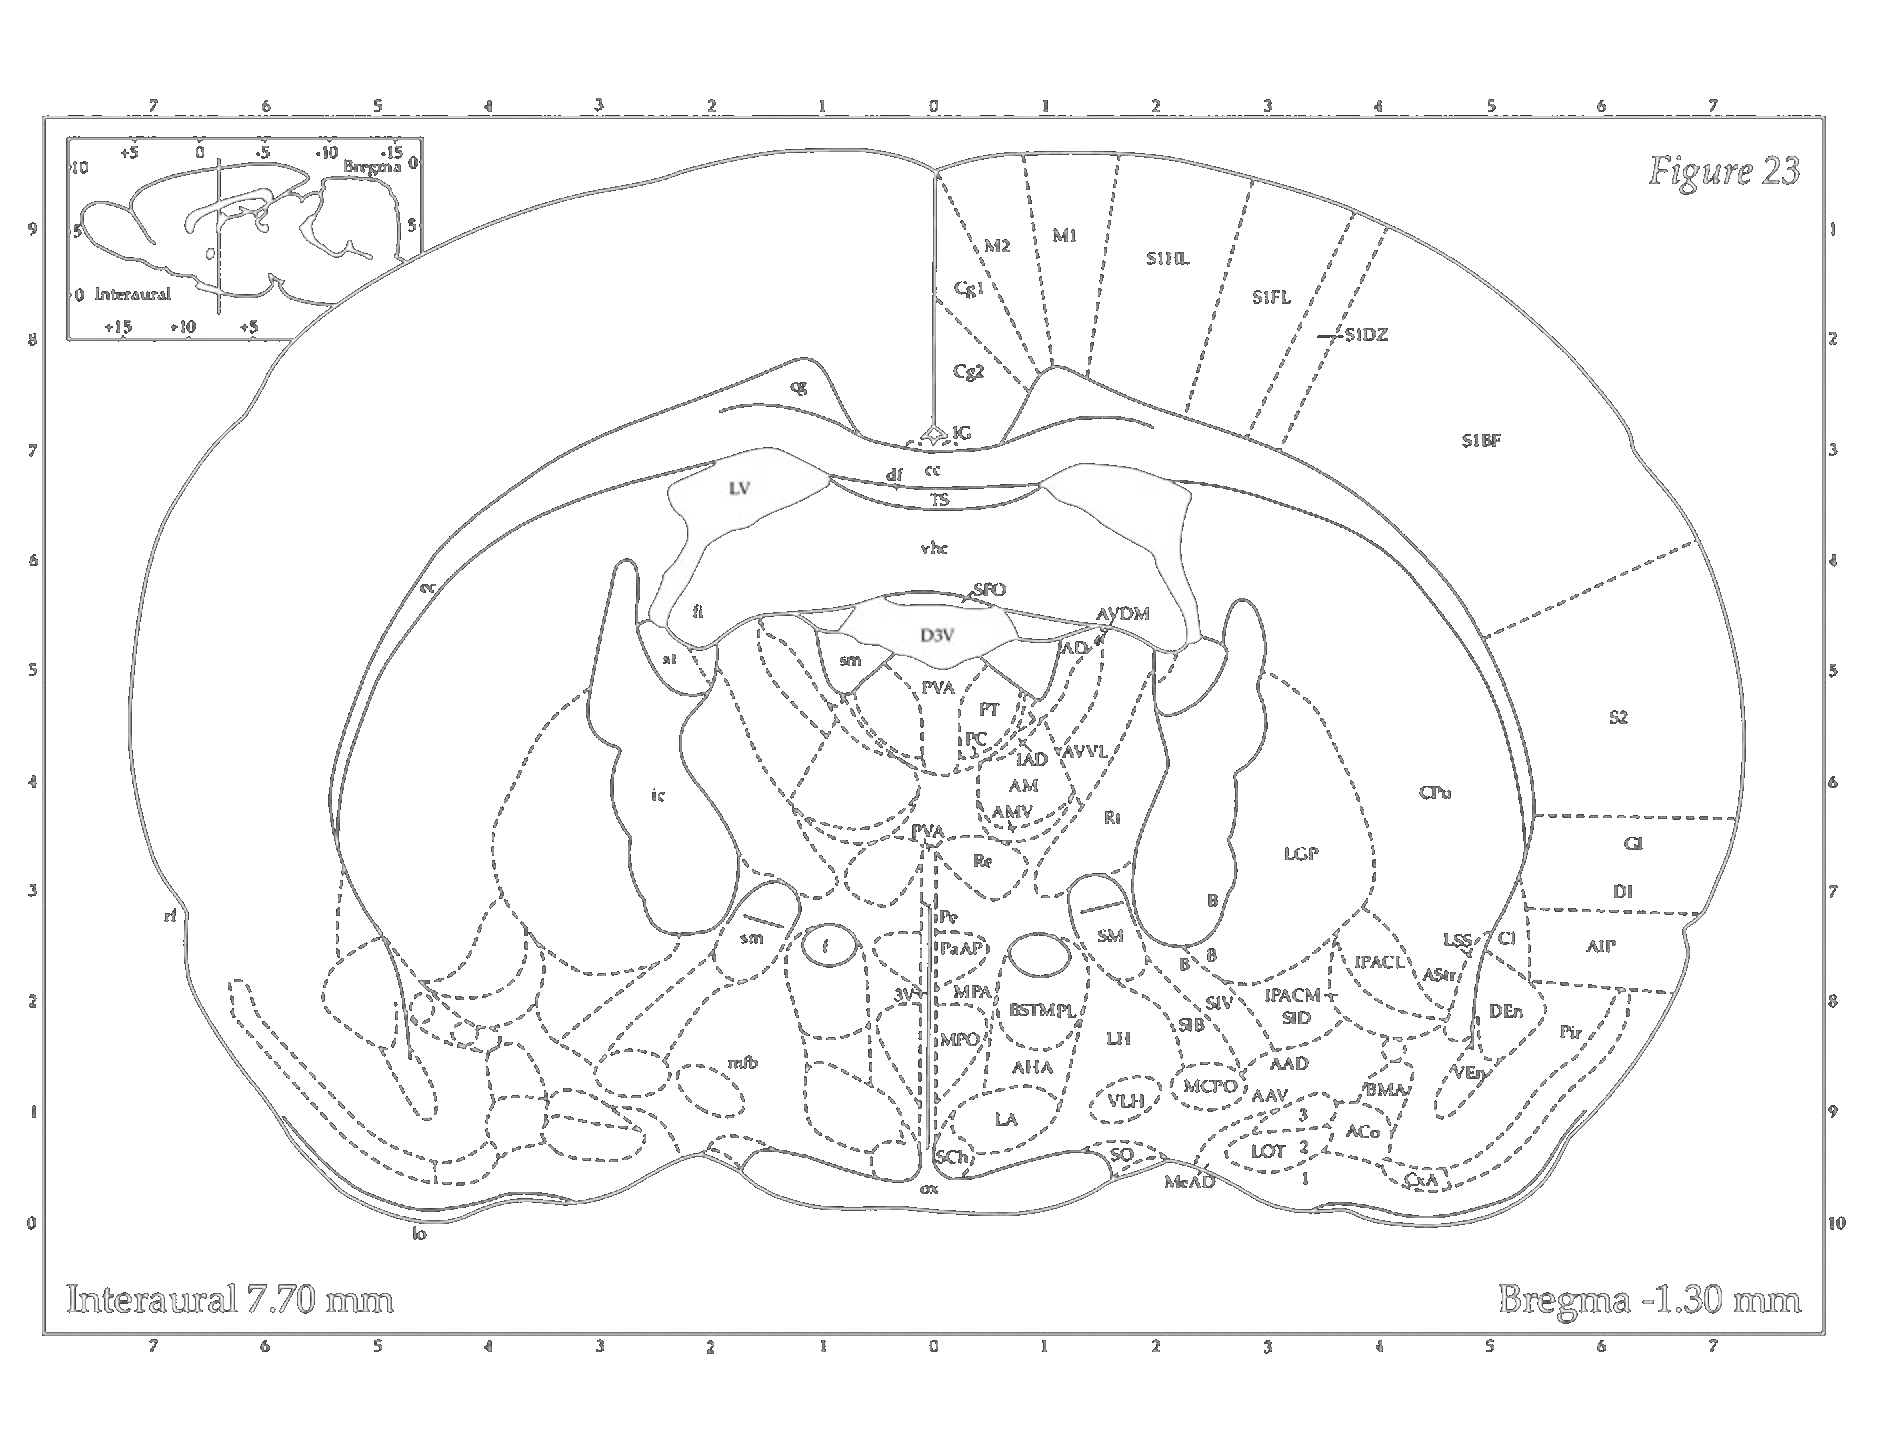 7 6 5 4 3 2 1 0 1 2 3 4 5 6 7
+5 0 -5 -10 -15
10 Bregma 0
5 5
0 Interaural
+15 +10 +5
Figure 23
9 1
8 2
7 3
6 4
5 5
4 6
3 7
2 8
1 9
0 10
M2 M1
S1HL
Cg1 S1FL
S1DZ
Cg2
cg
IG S1BF
cc
df
LV TS
vhc
ec SFO
fi AVDM
D3V
st sm AD
PVA
PT S2
PC
IAD AVVL
AM
ic CPu
AMV Rt
PVA
GI
Re LGP
DI
B
rf Pe
sm f PaAP SM LSS Cl AIP
B B IPACL AStr
3V MPA IPACM
BSTMPL SIV SID DEn
SIB Pir
MPO LH
mfb AHA AAD
VEn
MCPO BMA
VLH AAV
3
LA ACo
SCh SO LOT 2
McAD 1 CxA
ox
lo
Interaural 7.70 mm Bregma -1.30 mm
7 6 5 4 3 2 1 0 1 2 3 4 5 6 7